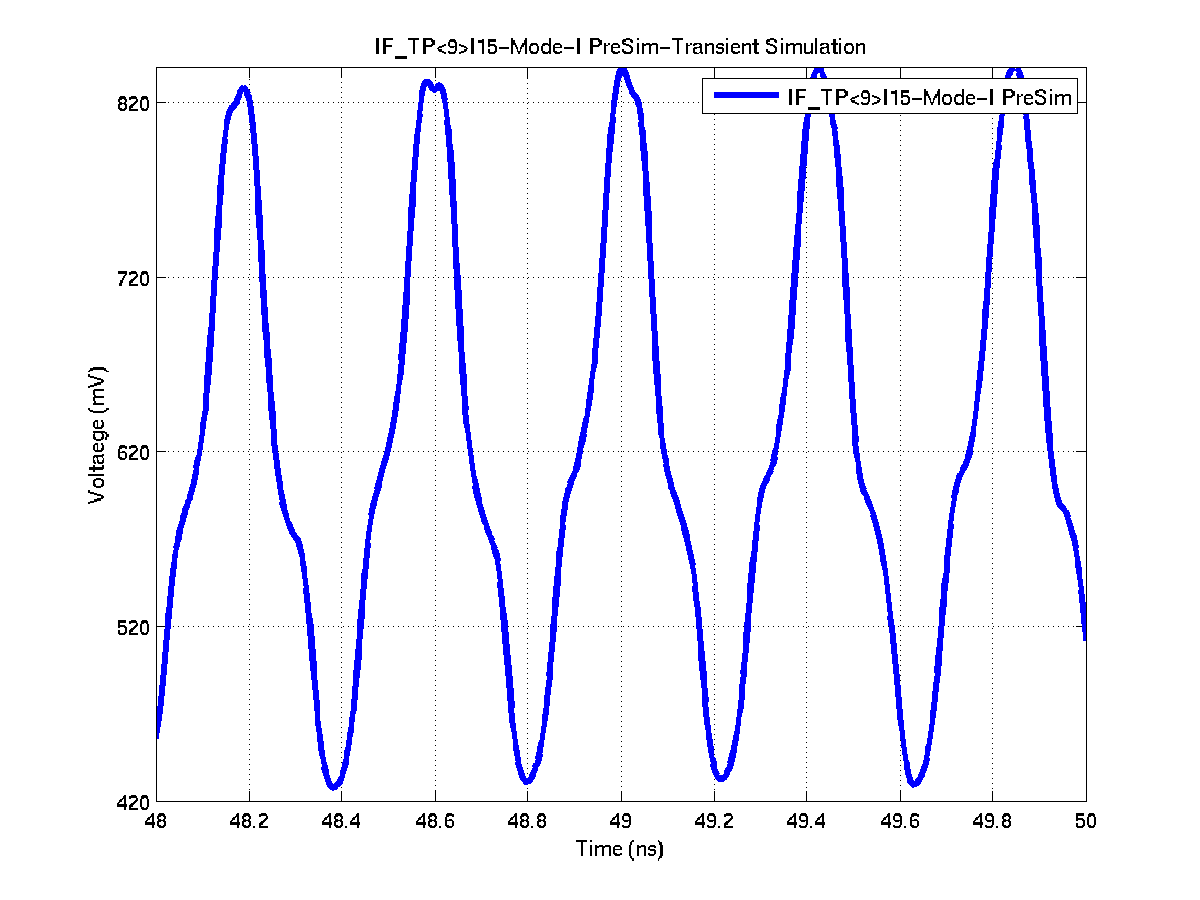 IF_TP<9>I15-Mode-I PreSim-Transient Simulation
IF_TP<9>I15-Mode-I PreSim
820
720
620
520
420
Voltaege (mV)
48 48.2 48.4 48.6 48.8 49 49.2 49.4 49.6 49.8 50
Time (ns)